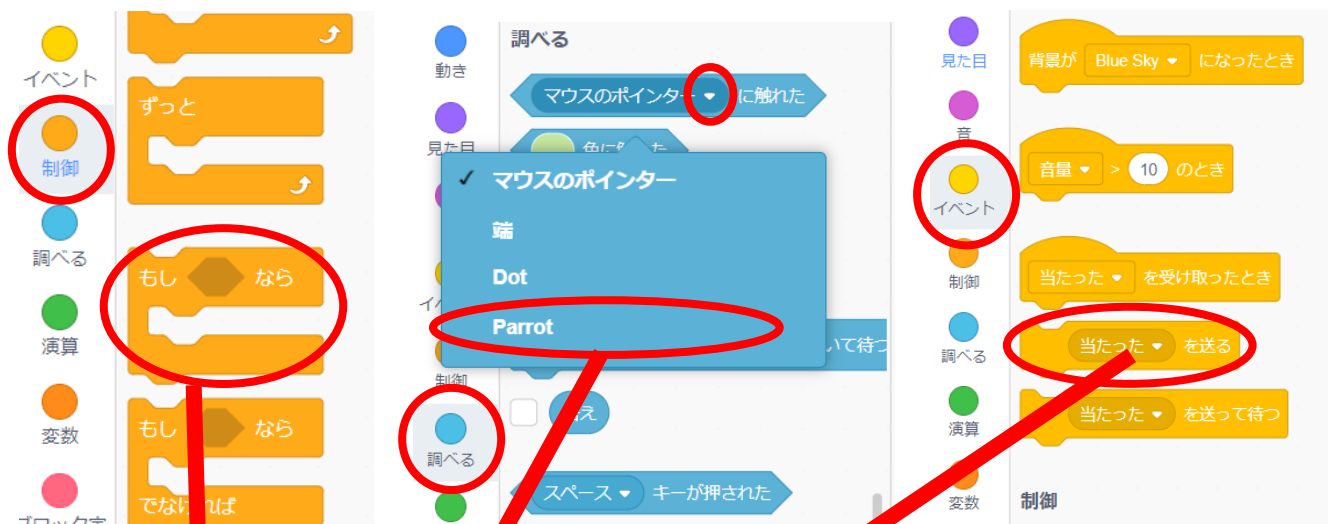 イベント
制御
調べる
演算
変数
ずっと
もし なら
もし なら
でなければ
調べる
動き
見た目
マウスのポインター に触れた
✓ マウスのポインター
端
Dot
Parrot
制御
調べる
答え
スペース キーが押された
見た目
音
イベント
制御
調べる
演算
変数
背景が Blue Sky になったとき
音量 > 10 のとき
当たった を受け取ったとき
当たった を送る
当たった を送って待つ
制御